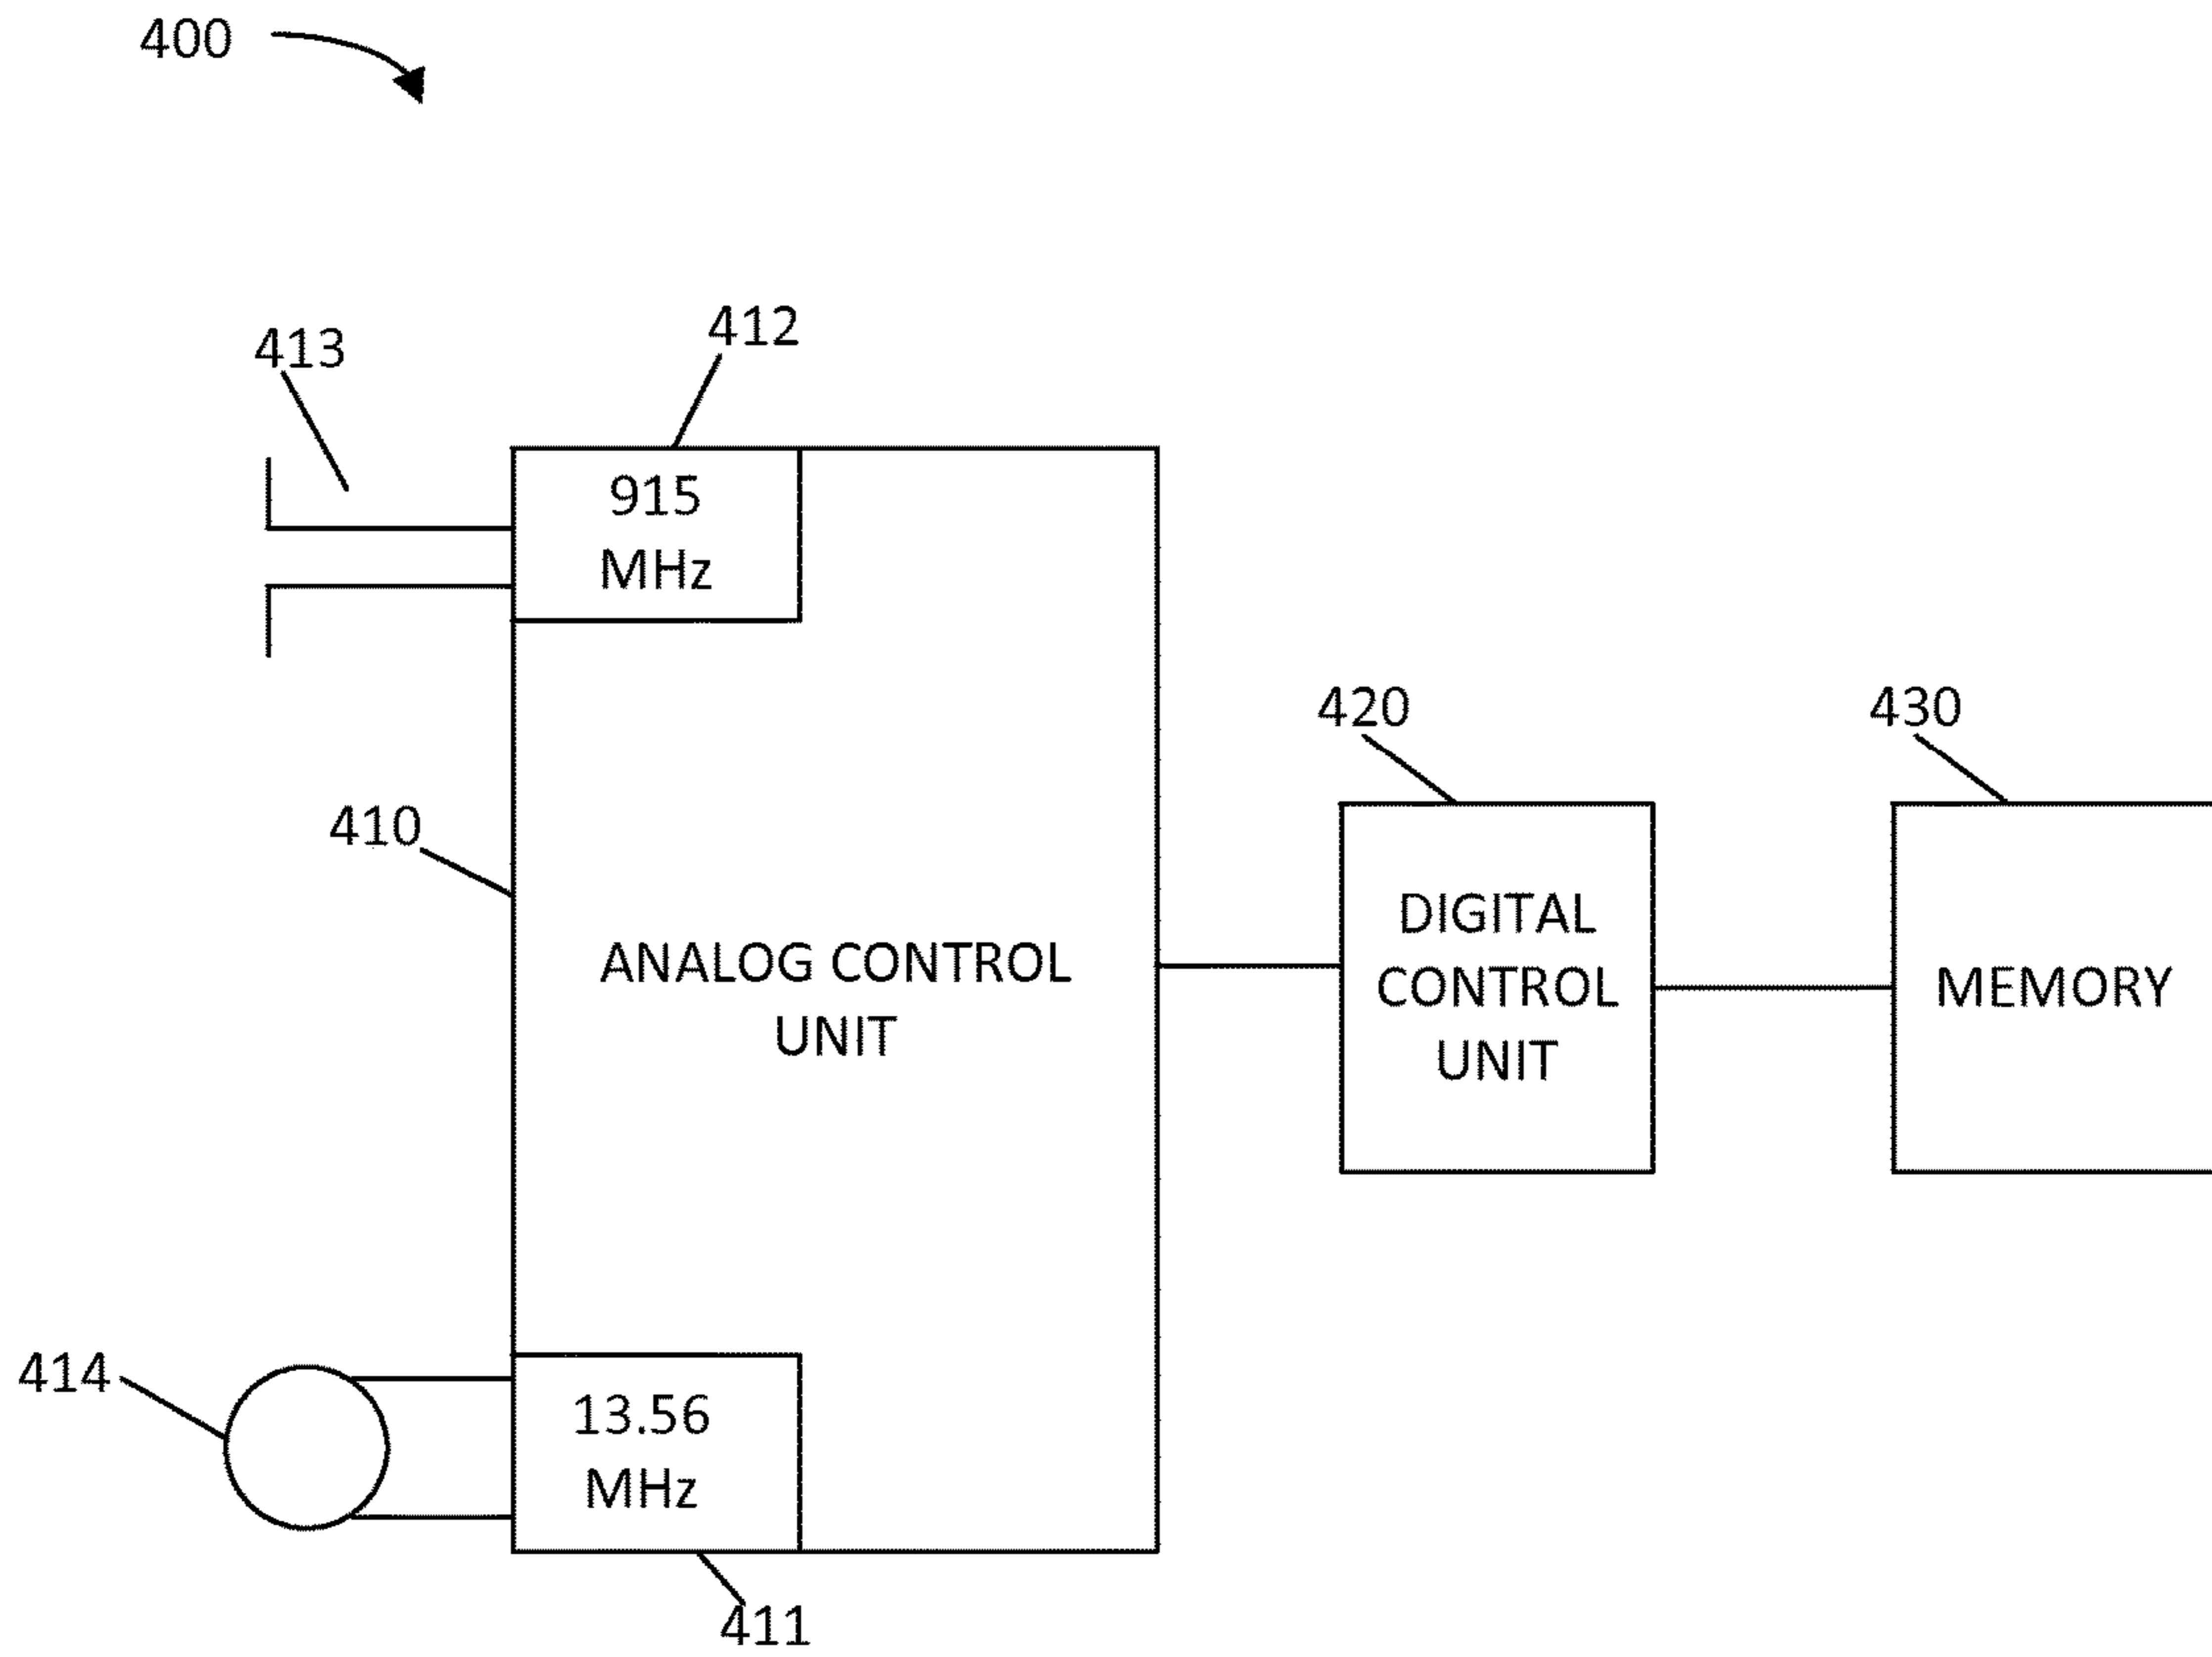 400
413
412
915
MHz
410
420
430
ANALOG CONTROL
UNIT
DIGITAL
CONTROL
UNIT
MEMORY
414
13.56
MHz
411